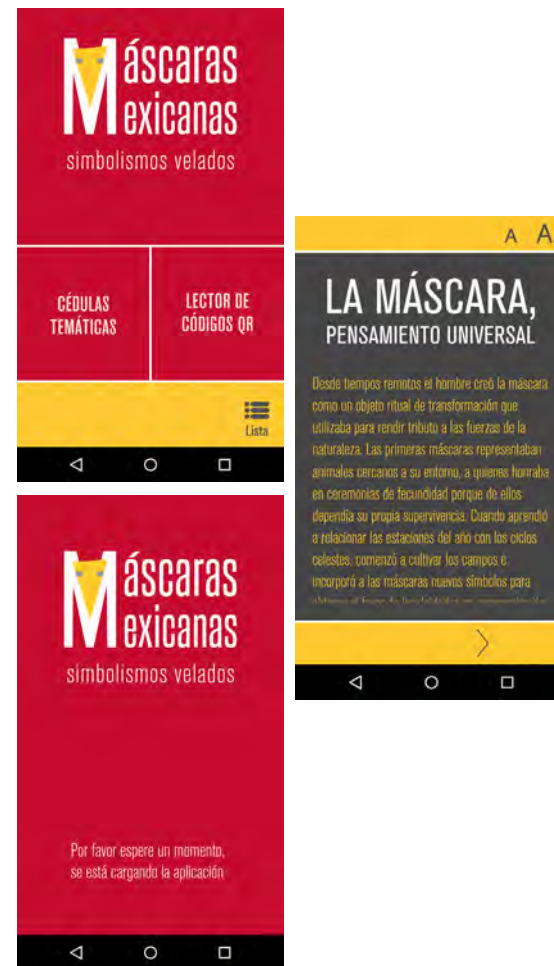 Máscaras
Mexicanas
simbolismos velados
CÉDULAS
TEMÁTICAS
LECTOR DE
CÓDIGOS QR
Lista
Máscaras
Mexicanas
simbolismos velados
Por favor espere un momento,
se está cargando la aplicación
A A
LA MÁSCARA,
PENSAMIENTO UNIVERSAL
Desde tiempos remotos el hombre creó la máscara
como un objeto ritual de transformación que
utilizaba para rendir tributo a las fuerzas de la
naturaleza. Las primeras máscaras representaban
animales cercanos a su entorno, a quienes honraba
en ceremonias de fecundidad porque de ellos
dependía su propia supervivencia. Cuando aprendió
a relacionar las estaciones del año con los ciclos
celestes, comenzó a cultivar los campos e
incorporó a las máscaras nuevos símbolos para